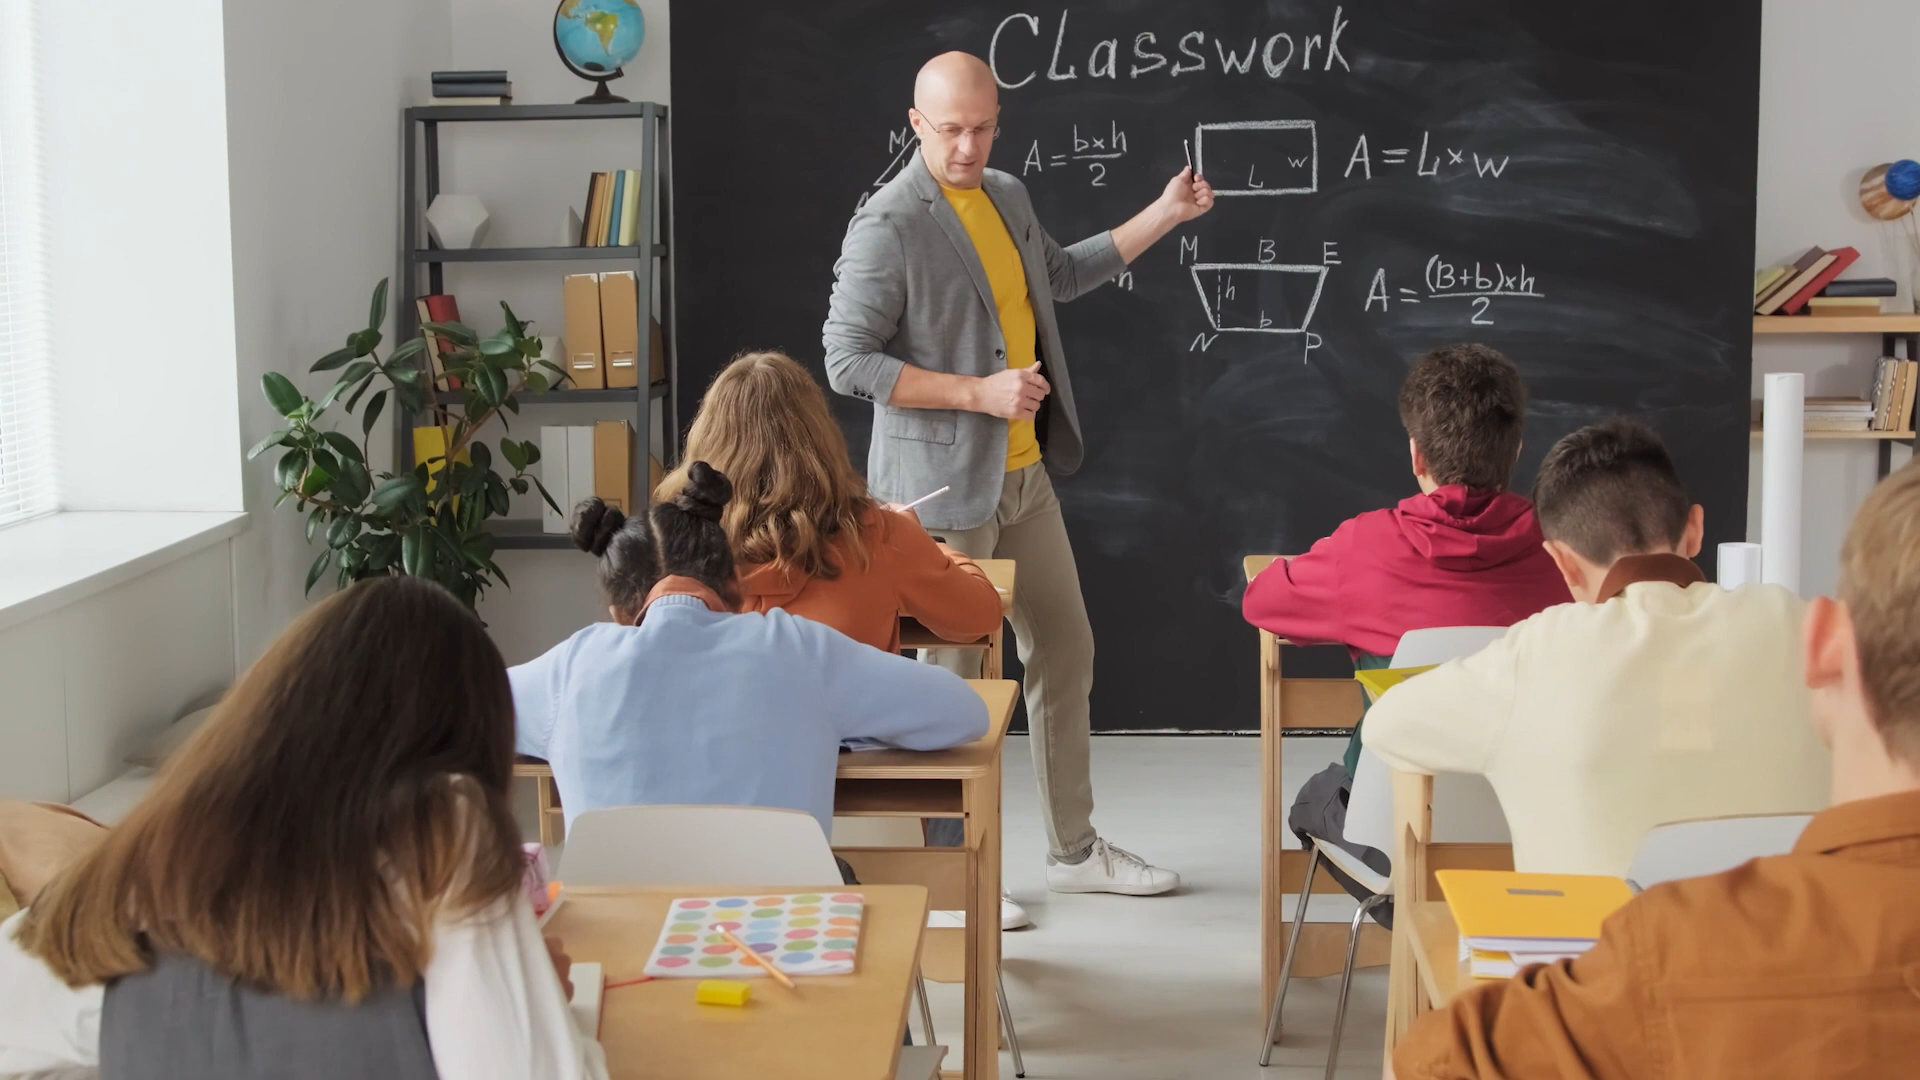 Classwork
M
A = b×h / 2
L
w
A = L×w
M B E
h
b
N P
A = (B+b)×h / 2
h